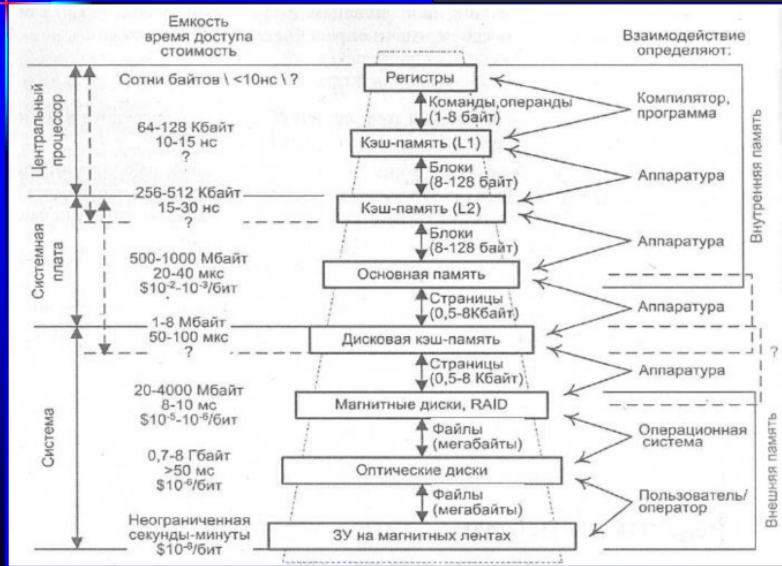 Емкость
время доступа
стоимость
Взаимодействие
определяют:
Сотни байтов \ <10нс \ ?
Регистры
Команды,операнды
(1-8 байт)
Компилятор,
программа
64-128 Кбайт
10-15 нс
?
Кэш-память (L1)
Блоки
(8-128 байт)
Аппаратура
256-512 Кбайт
15-30 нс
?
Кэш-память (L2)
Блоки
(8-128 байт)
Аппаратура
500-1000 Мбайт
20-40 мкс
$10⁻²-10⁻³/бит
Основная память
Страницы
(0,5-8Кбайт)
Аппаратура
1-8 Мбайт
50-100 мкс
?
Дисковая кэш-память
Страницы
(0,5-8 Кбайт)
Аппаратура
20-4000 Мбайт
8-10 мс
$10⁻⁵-10⁻⁶/бит
Магнитные диски, RAID
Файлы
(мегабайты)
Операционная
система
0,7-8 Гбайт
>50 мс
$10⁻⁶/бит
Оптические диски
Файлы
(мегабайты)
Пользователь/
оператор
Неограниченная
секунды-минуты
$10⁻⁸/бит
ЗУ на магнитных лентах
Центральный
процессор
Системная
плата
Система
Внутренняя память
?
Внешняя память